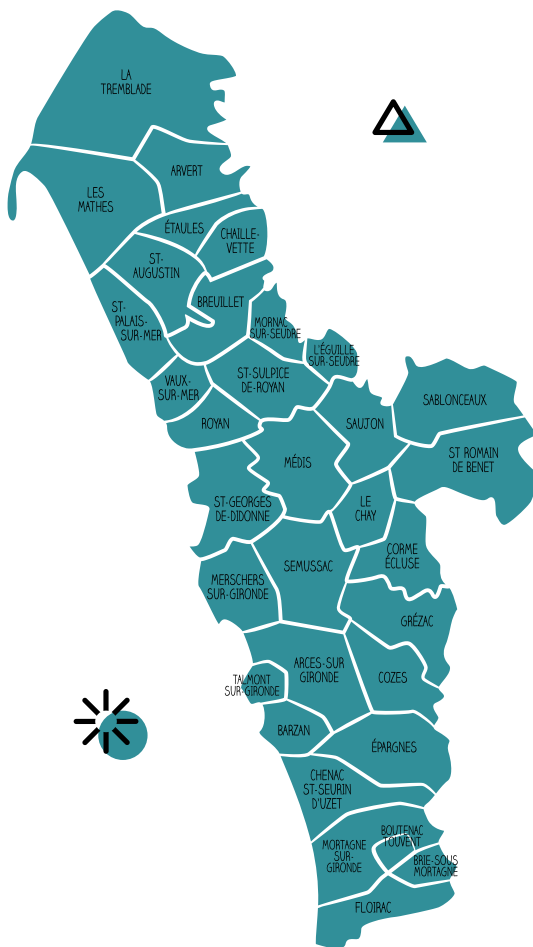 LA
TREMBLADE
ARVERT
LES
MATHES
ÉTAULES
CHAILLE-
VETTE
ST-
AUGUSTIN
BREUILLET
ST-
PALAIS-
SUR-MER
MORNAC
SUR-SEUDRE
L'ÉGUILLE
SUR-SEUDRE
ST-SULPICE
DE-ROYAN
VAUX-
SUR-MER
SABLONCEAUX
ROYAN
SAUJON
ST ROMAIN
DE BENET
MÉDIS
ST-GEORGES
DE-DIDONNE
LE
CHAY
CORME
ÉCLUSE
SEMUSSAC
MERSCHERS
SUR-GIRONDE
GRÉZAC
ARCES-SUR
GIRONDE
COZES
TALMONT
SUR-GIRONDE
BARZAN
ÉPARGNES
CHENAC
ST-SEURIN
D'UZET
BOUTENAC
TOUVENT
MORTAGNE
SUR-
GIRONDE
BRIE-SOUS
MORTAGNE
FLOIRAC